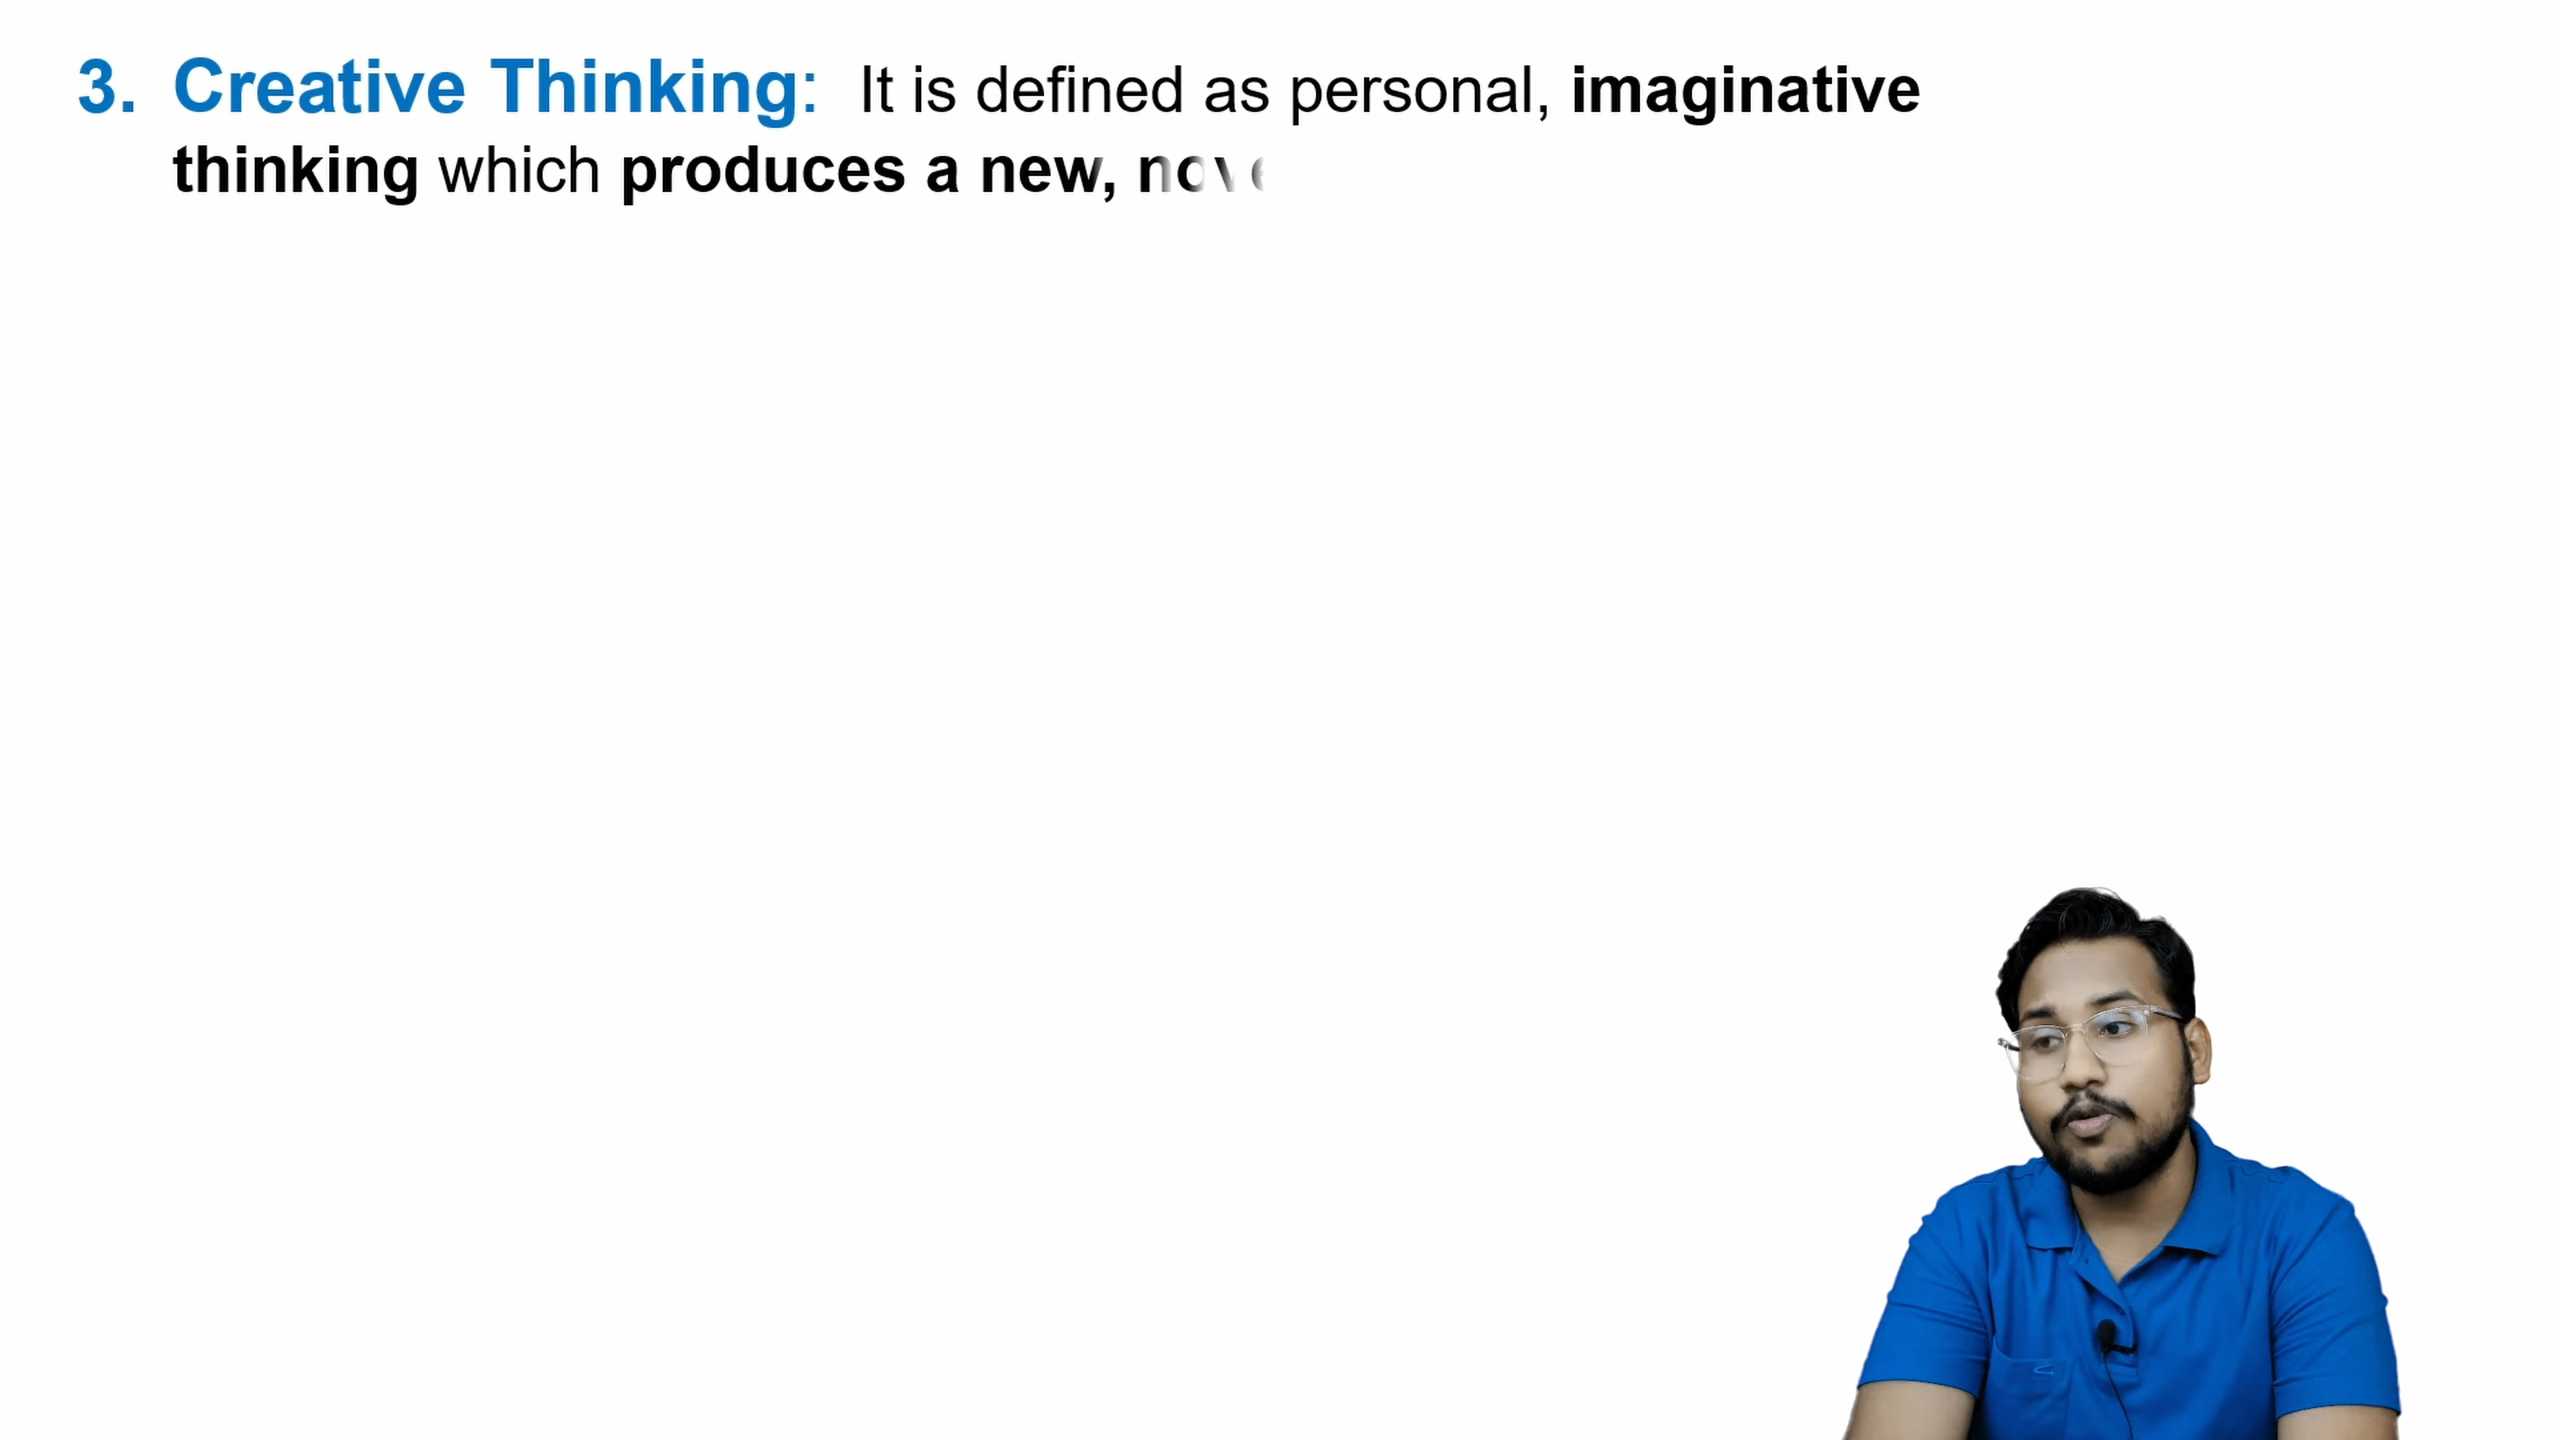 3. Creative Thinking: It is defined as personal, imaginative
thinking which produces a new,